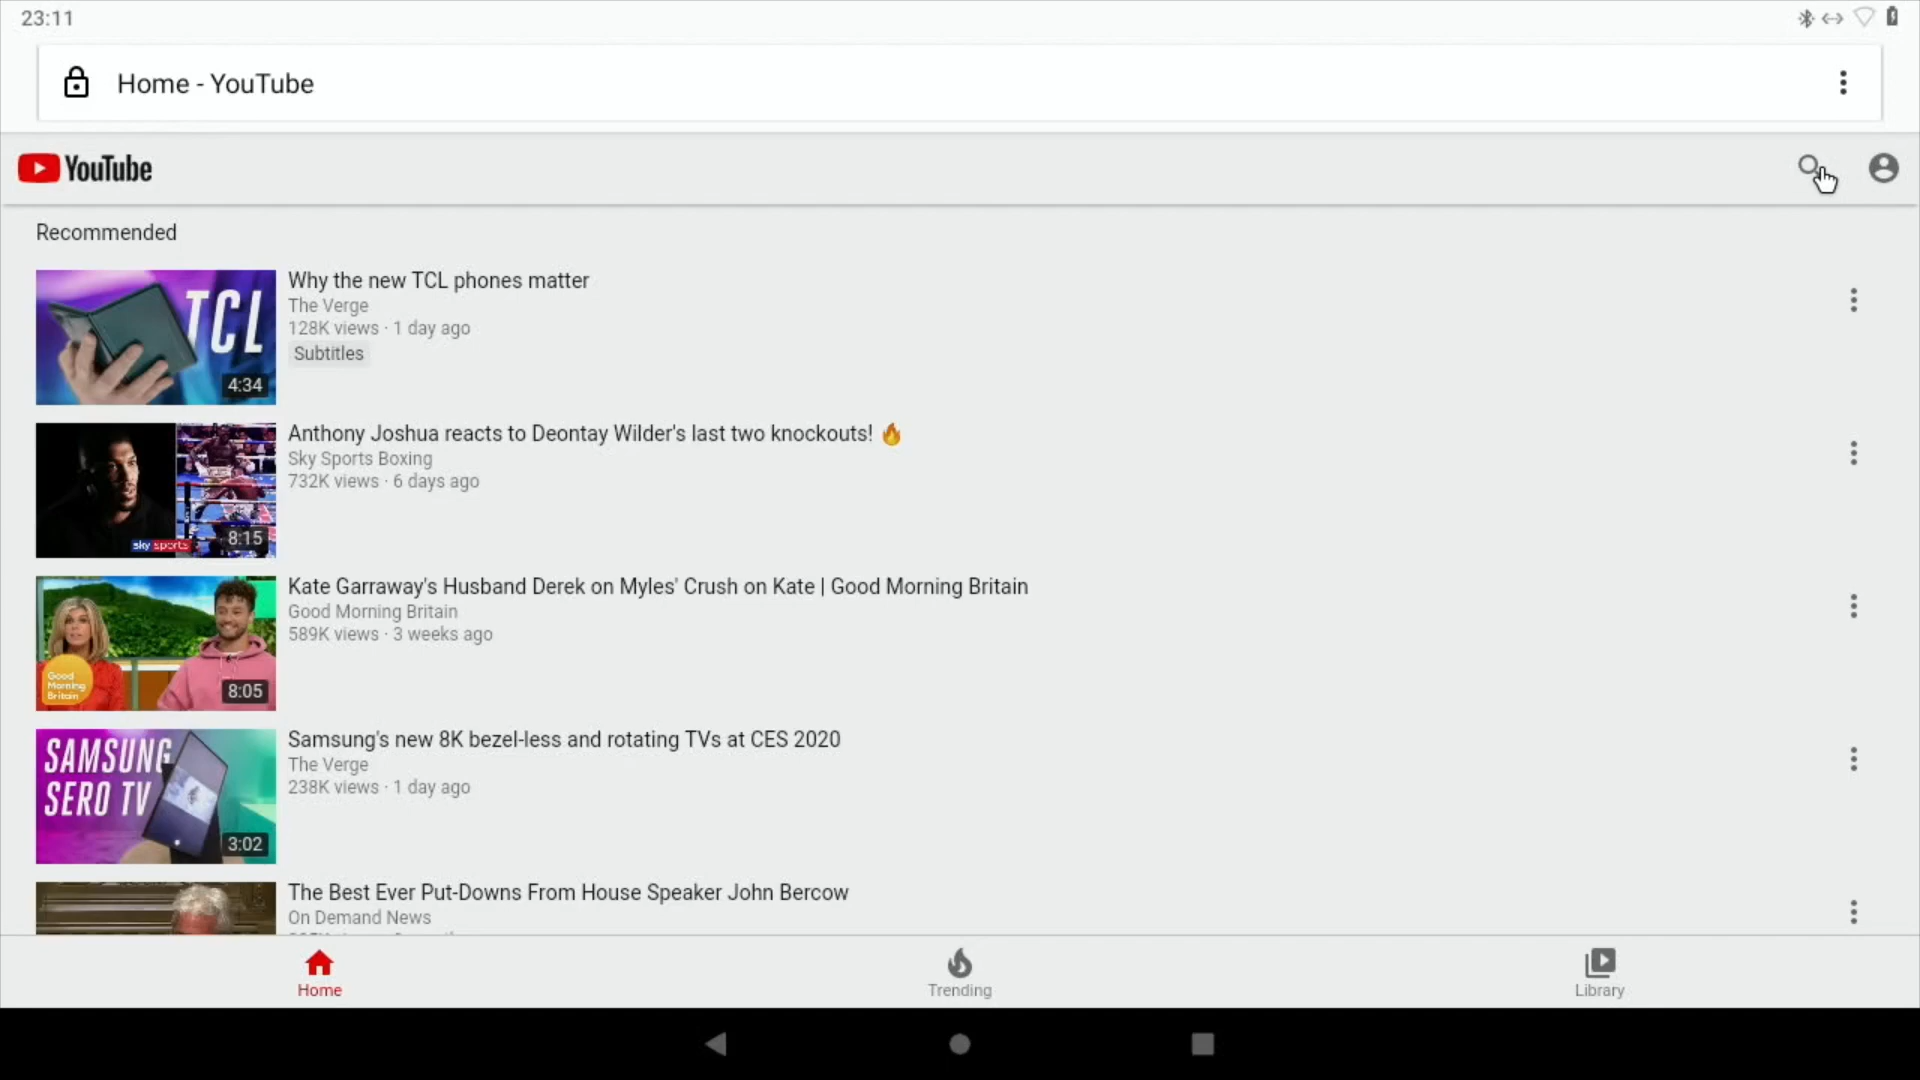 23:11
Home - YouTube
YouTube
Recommended
TCL
4:34
Why the new TCL phones matter
The Verge
128K views · 1 day ago
Subtitles
sky sports
8:15
Anthony Joshua reacts to Deontay Wilder's last two knockouts! 🔥
Sky Sports Boxing
732K views · 6 days ago
Good
Morning
Britain
8:05
Kate Garraway's Husband Derek on Myles' Crush on Kate | Good Morning Britain
Good Morning Britain
589K views · 3 weeks ago
SAMSUNG
SERO TV
3:02
Samsung's new 8K bezel-less and rotating TVs at CES 2020
The Verge
238K views · 1 day ago
The Best Ever Put-Downs From House Speaker John Bercow
On Demand News
Home
Trending
Library